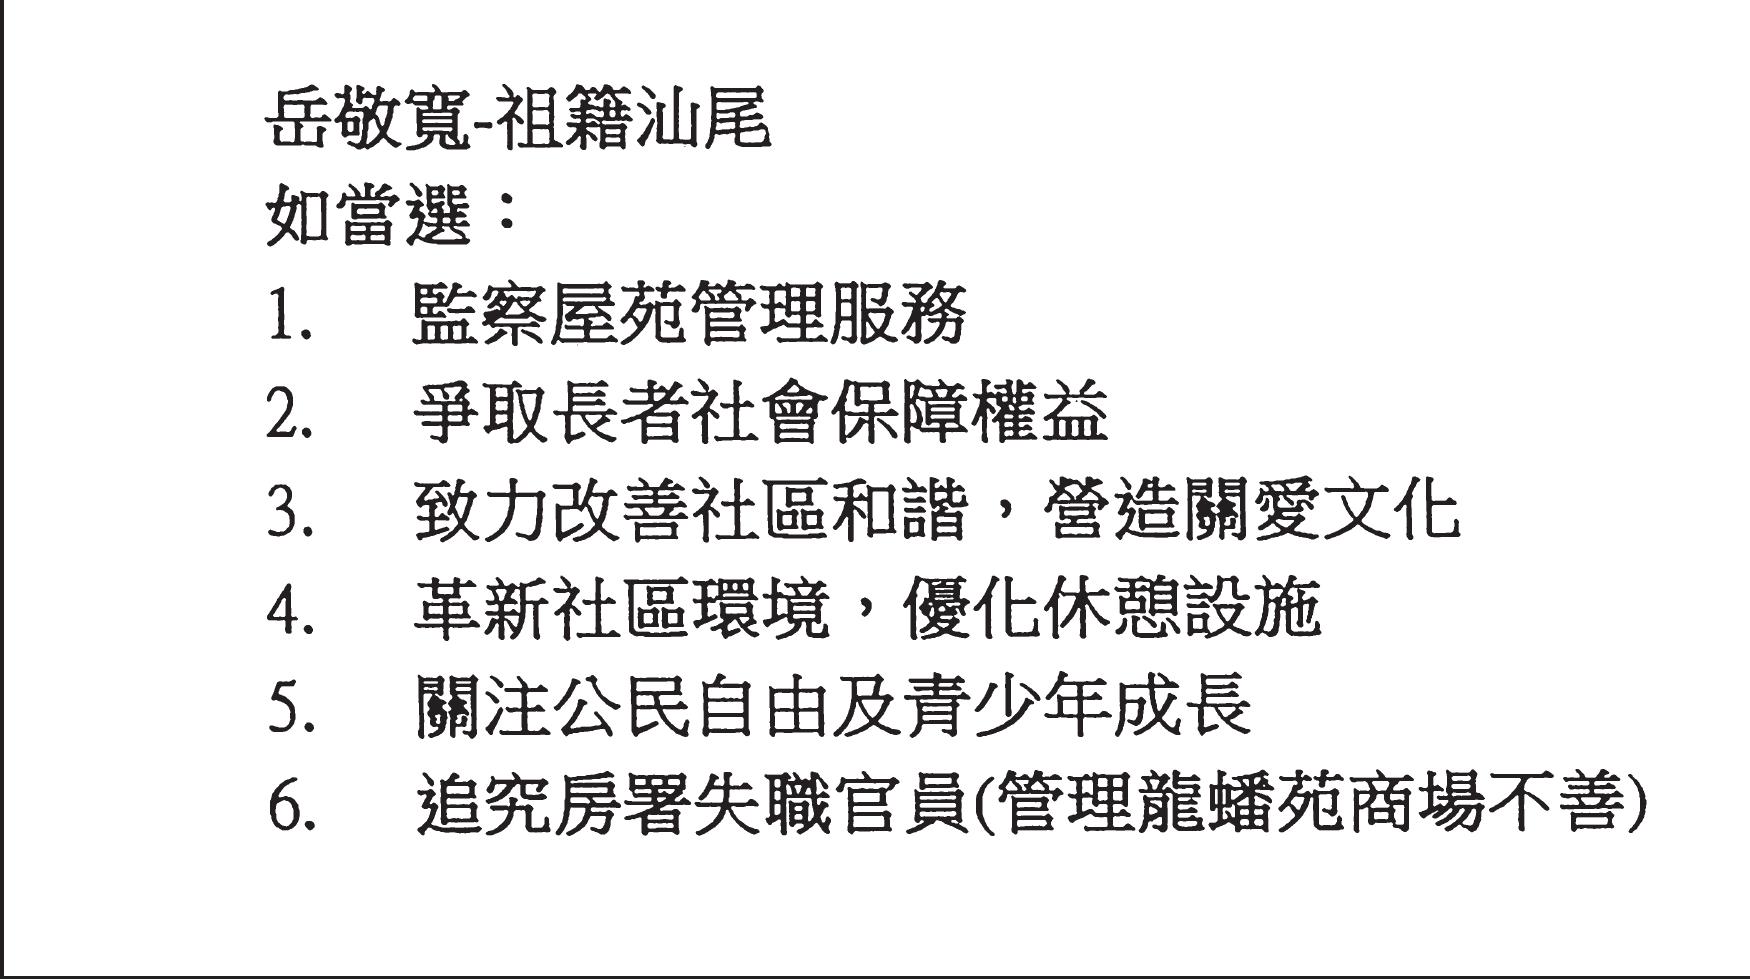 岳敬寬-祖籍汕尾
如當選：
1. 監察屋苑管理服務
2. 爭取長者社會保障權益
3. 致力改善社區和諧，營造關愛文化
4. 革新社區環境，優化休憩設施
5. 關注公民自由及青少年成長
6. 追究房署失職官員(管理龍蟠苑商場不善)